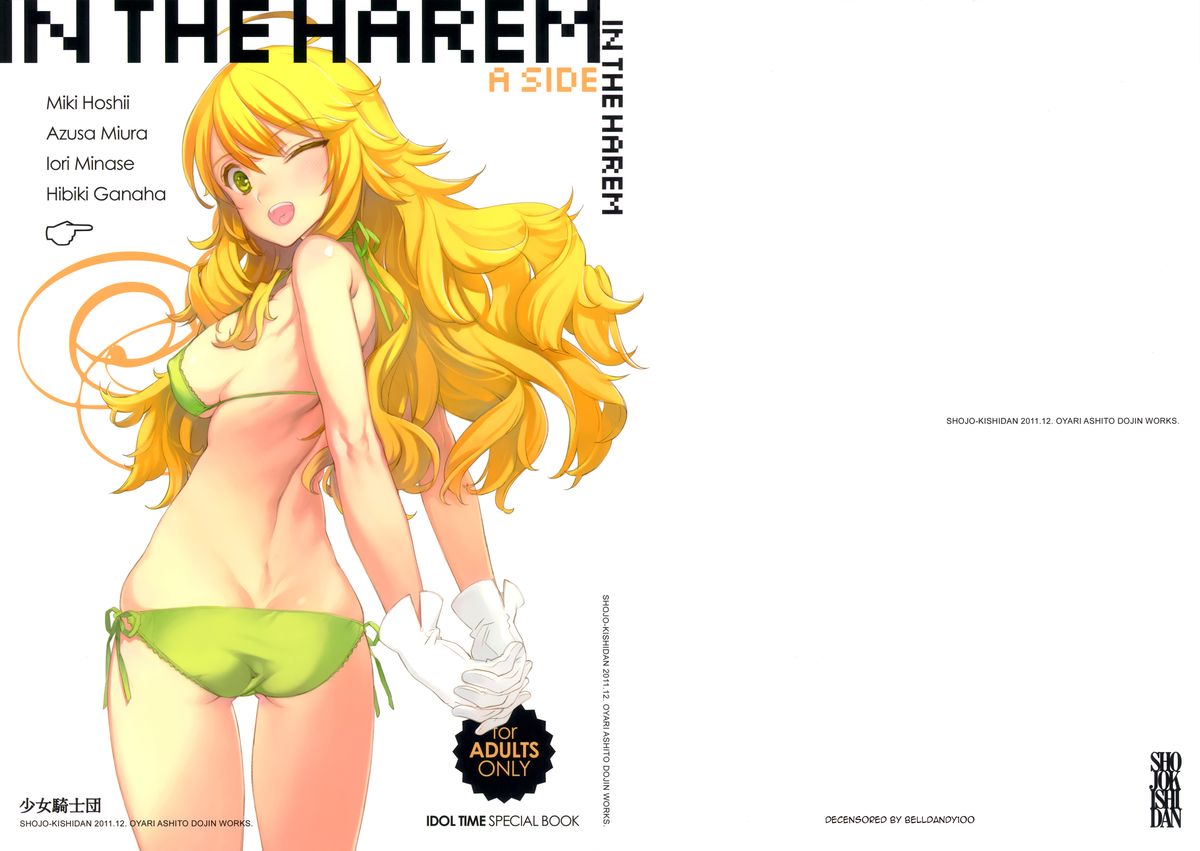 IN THE HAREM
A SIDE
Miki Hoshii
Azusa Miura
Iori Minase
Hibiki Ganaha
for
ADULTS
ONLY
少女騎士団
SHOJO-KISHIDAN 2011.12. OYARI ASHITO DOJIN WORKS.
IDOL TIME SPECIAL BOOK
IN THE HAREM
SHOJO-KISHIDAN 2011.12. OYARI ASHITO DOJIN WORKS.
SHOJO-KISHIDAN 2011.12. OYARI ASHITO DOJIN WORKS.
DECENSORED BY BELLDANDY100
SHO
JOK
ISHI
DAN